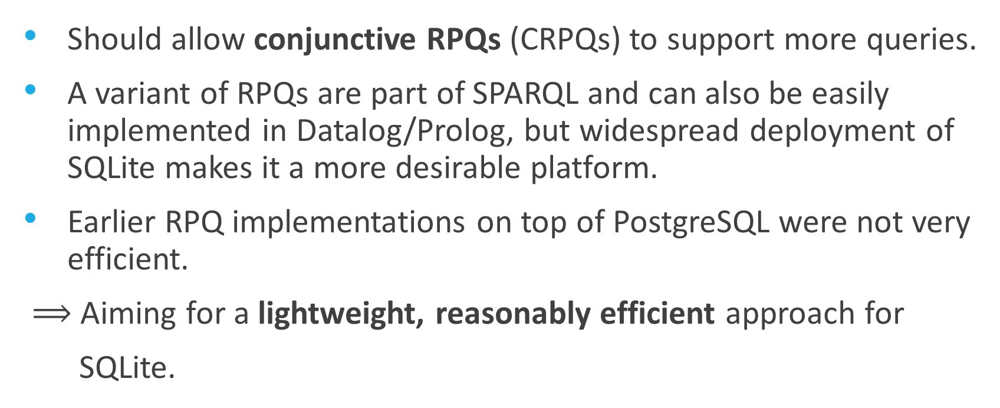 • Should allow conjunctive RPQs (CRPQs) to support more queries.
• A variant of RPQs are part of SPARQL and can also be easily
implemented in Datalog/Prolog, but widespread deployment of
SQLite makes it a more desirable platform.
• Earlier RPQ implementations on top of PostgreSQL were not very
efficient.
⟹ Aiming for a lightweight, reasonably efficient approach for
SQLite.